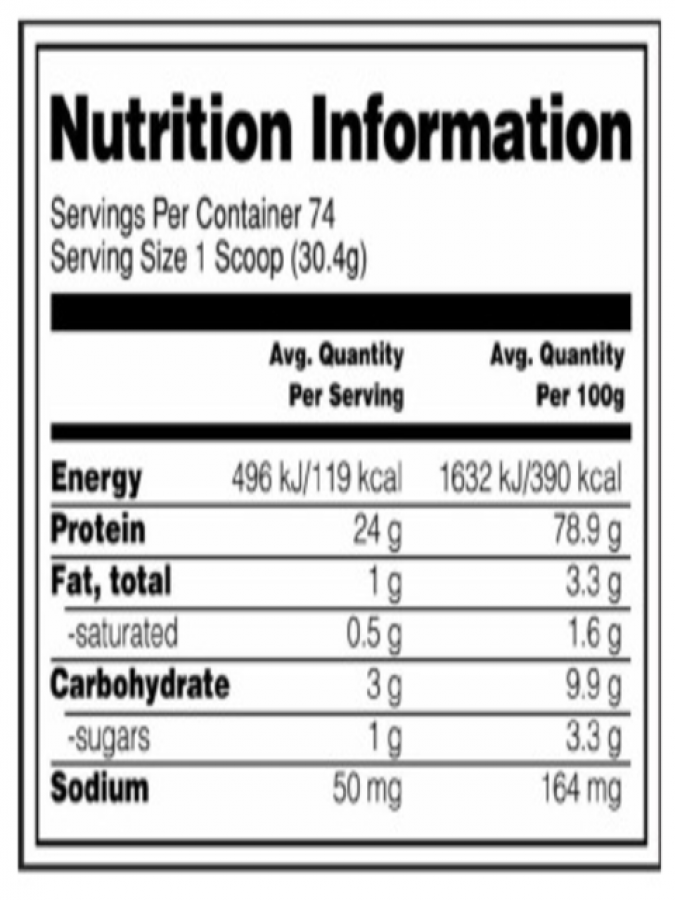 Nutrition Information
Servings Per Container 74
Serving Size 1 Scoop (30.4g)
Avg. Quantity Avg. Quantity
Per Serving Per 100g
Energy 496 kJ/119 kcal 1632 kJ/390 kcal
Protein 24 g 78.9 g
Fat, total 1 g 3.3 g
-saturated 0.5 g 1.6 g
Carbohydrate 3 g 9.9 g
-sugars 1 g 3.3 g
Sodium 50 mg 164 mg